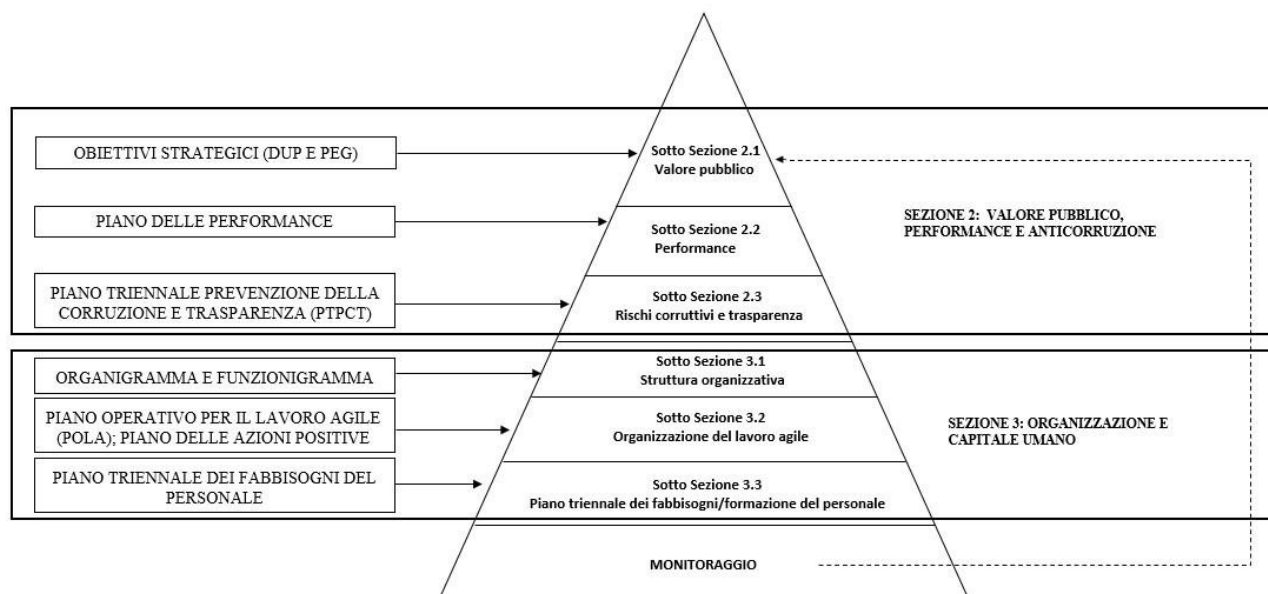 OBIETTIVI STRATEGICI (DUP E PEG)
Sotto Sezione 2.1
Valore pubblico
PIANO DELLE PERFORMANCE
Sotto Sezione 2.2
Performance
SEZIONE 2: VALORE PUBBLICO,
PERFORMANCE E ANTICORRUZIONE
PIANO TRIENNALE PREVENZIONE DELLA
CORRUZIONE E TRASPARENZA (PTPCT)
Sotto Sezione 2.3
Rischi corruttivi e trasparenza
ORGANIGRAMMA E FUNZIONIGRAMMA
Sotto Sezione 3.1
Struttura organizzativa
PIANO OPERATIVO PER IL LAVORO AGILE
(POLA); PIANO DELLE AZIONI POSITIVE
Sotto Sezione 3.2
Organizzazione del lavoro agile
SEZIONE 3: ORGANIZZAZIONE E
CAPITALE UMANO
PIANO TRIENNALE DEI FABBISOGNI DEL
PERSONALE
Sotto Sezione 3.3
Piano triennale dei fabbisogni/formazione del personale
MONITORAGGIO